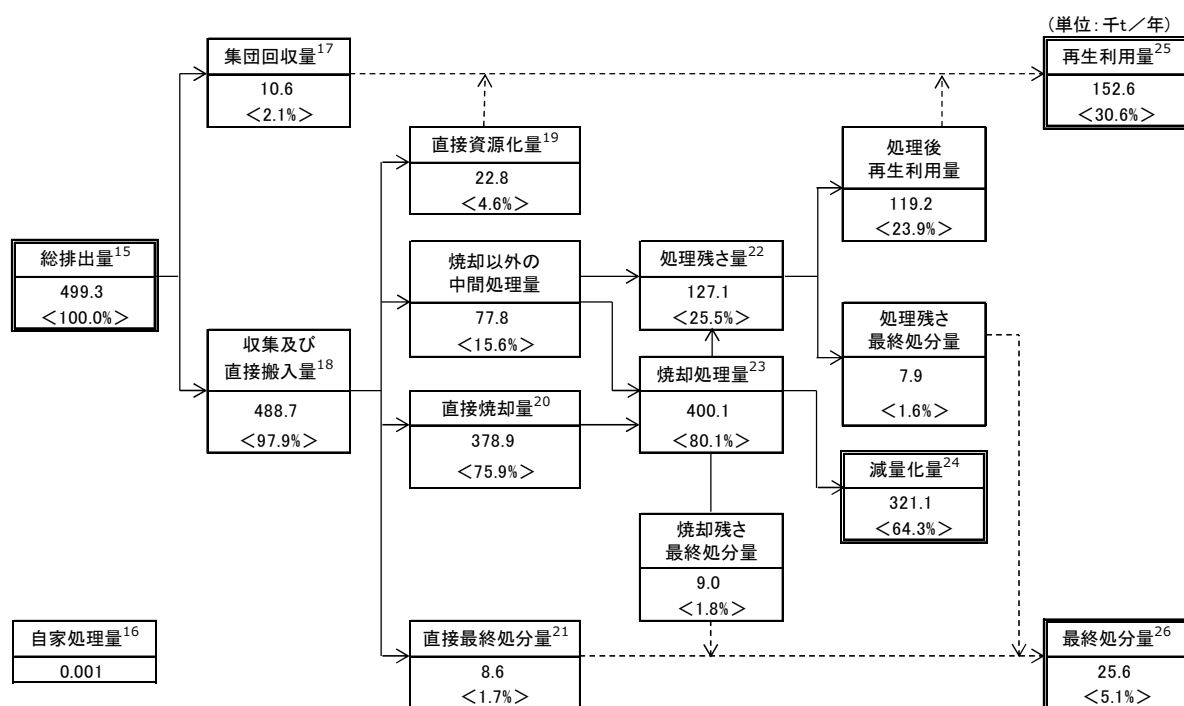 (単位:千t/年)
集団回収量17
10.6
<2.1%>
再生利用量25
152.6
<30.6%>
直接資源化量19
22.8
<4.6%>
処理後
再生利用量
119.2
<23.9%>
総排出量15
499.3
<100.0%>
焼却以外の
中間処理量
77.8
<15.6%>
処理残さ量22
127.1
<25.5%>
収集及び
直接搬入量18
488.7
<97.9%>
処理残さ
最終処分量
7.9
<1.6%>
直接焼却量20
378.9
<75.9%>
焼却処理量23
400.1
<80.1%>
減量化量24
321.1
<64.3%>
焼却残さ
最終処分量
9.0
<1.8%>
自家処理量16
0.001
直接最終処分量21
8.6
<1.7%>
最終処分量26
25.6
<5.1%>